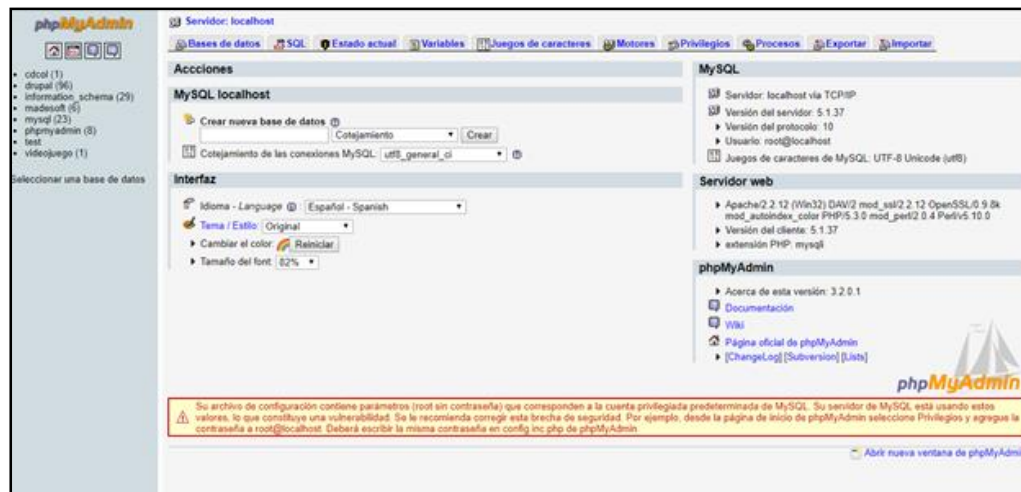 phpMyAdmin
cdcol (1)
drupal (96)
information_schema (29)
madesoft (6)
mysql (23)
phpmyadmin (8)
test
videojuego (1)
Seleccionar una base de datos
Servidor: localhost
Bases de datos SQL Estado actual Variables Juegos de caracteres Motores Privilegios Procesos Exportar Importar
Accciones
MySQL localhost
Crear nueva base de datos
Cotejamiento Crear
Cotejamiento de las conexiones MySQL: utf8_general_ci
Interfaz
Idioma - Language : Español - Spanish
Tema / Estilo: Original
Cambiar el color: Reiniciar
Tamaño del font: 82%
MySQL
Servidor: localhost via TCP/IP
Versión del servidor: 5.1.37
Versión del protocolo: 10
Usuario: root@localhost
Juegos de caracteres de MySQL: UTF-8 Unicode (utf8)
Servidor web
Apache/2.2.12 (Win32) DAV/2 mod_ssl/2.2.12 OpenSSL/0.9.8k
mod_autoindex_color PHP/5.3.0 mod_perl/2.0.4 Perl/v5.10.0
Versión del cliente: 5.1.37
extensión PHP: mysqli
phpMyAdmin
Acerca de esta versión: 3.2.0.1
Documentación
Wiki
Página oficial de phpMyAdmin
[ChangeLog] [Subversion] [Lists]
phpMyAdmin
Su archivo de configuración contiene parámetros (root sin contraseña) que corresponden a la cuenta privilegiada predeterminada de MySQL. Su servidor de MySQL está usando estos
valores, lo que constituye una vulnerabilidad. Se le recomienda corregir esta brecha de seguridad. Por ejemplo, desde la página de inicio de phpMyAdmin seleccione Privilegios y agregue la
contraseña a root@localhost. Deberá escribir la misma contraseña en config.inc.php de phpMyAdmin
Abrir nueva ventana de phpMyAdmi